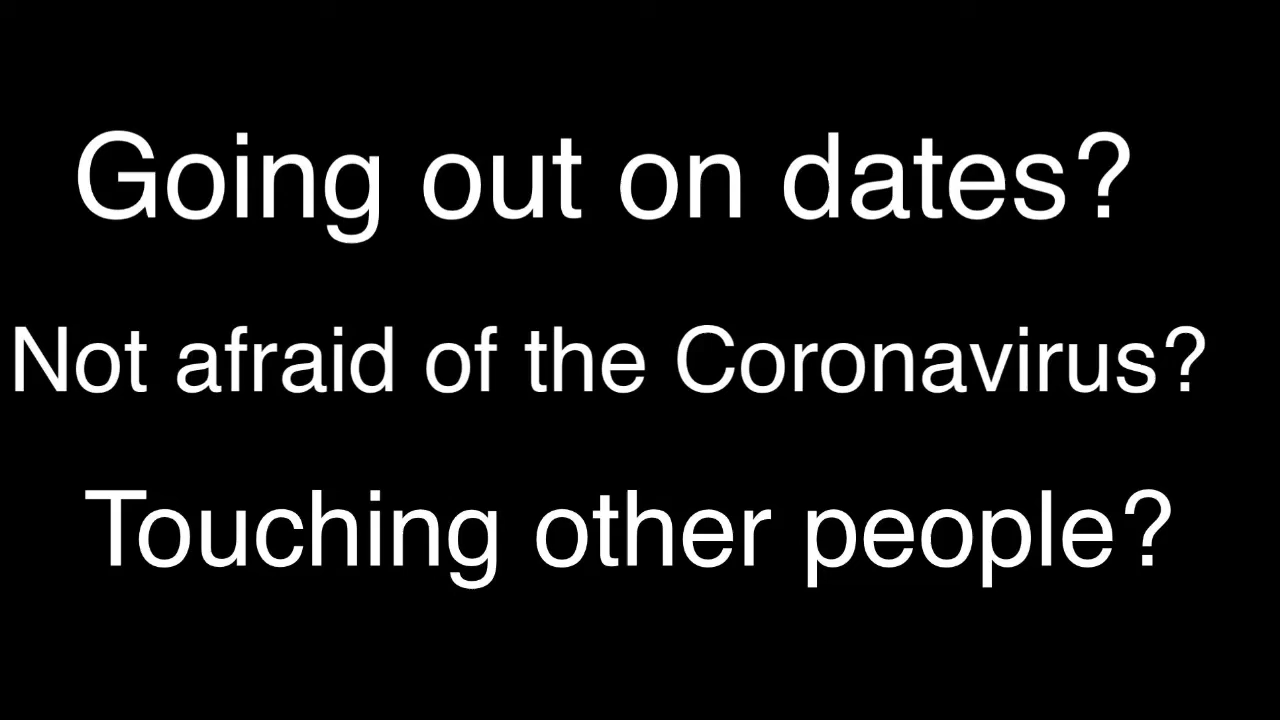 Going out on dates?
Not afraid of the Coronavirus?
Touching other people?